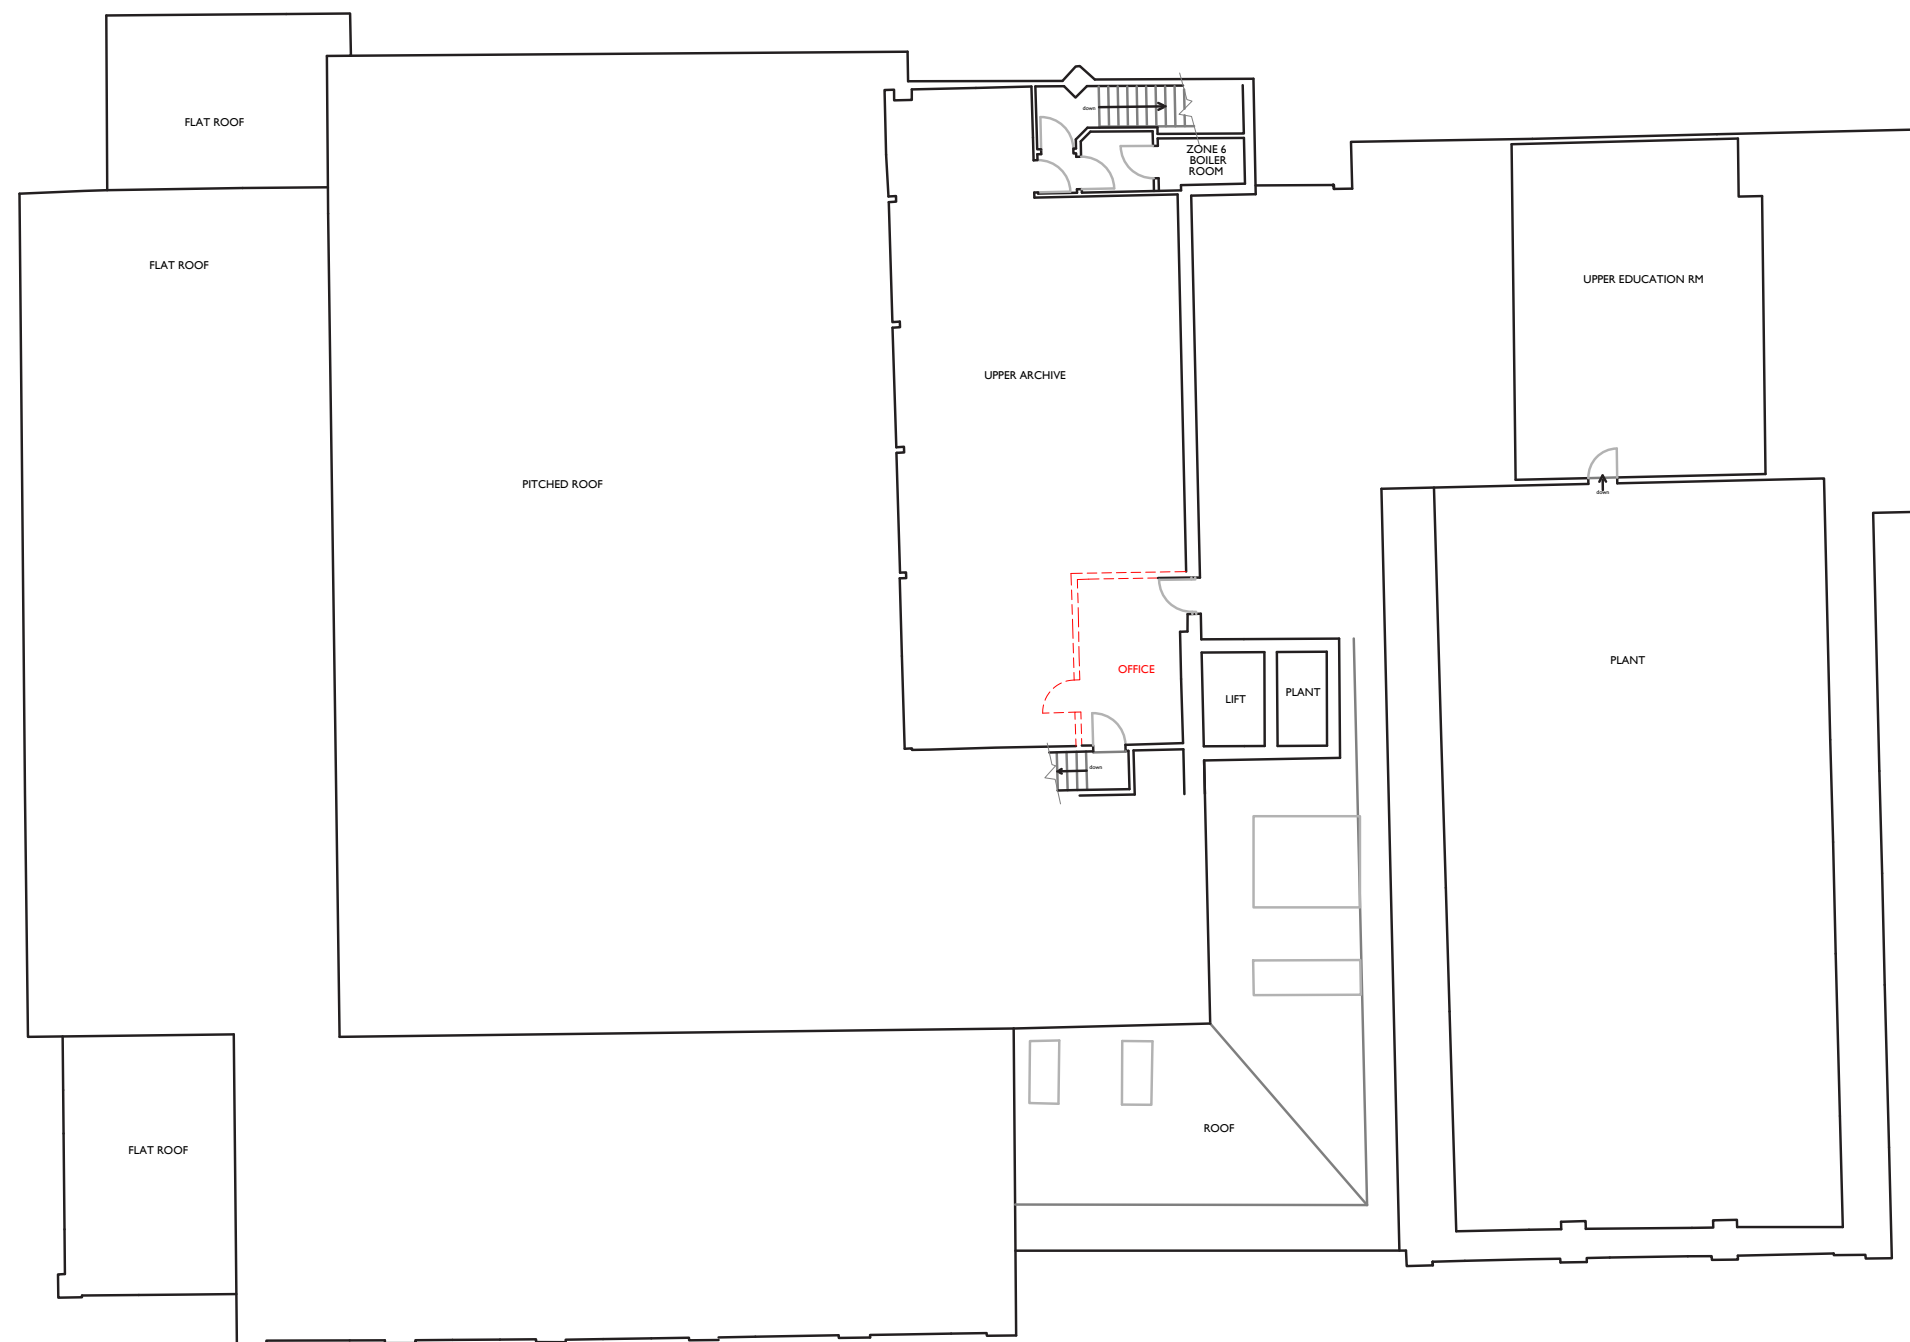 down
FLAT ROOF
ZONE 6
BOILER
ROOM
FLAT ROOF
UPPER EDUCATION RM
UPPER ARCHIVE
PITCHED ROOF
down
PLANT
OFFICE
PLANT
LIFT
down
ROOF
FLAT ROOF